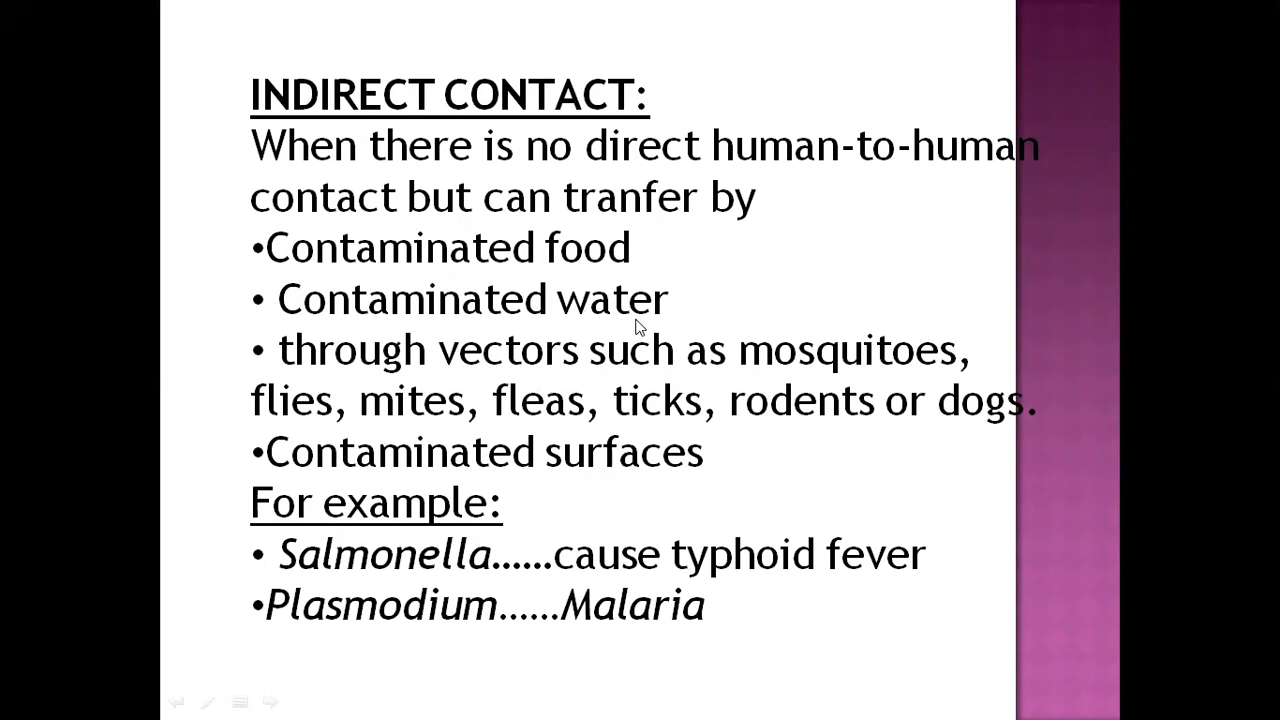 INDIRECT CONTACT:
When there is no direct human-to-human
contact but can tranfer by
•Contaminated food
• Contaminated water
• through vectors such as mosquitoes,
flies, mites, fleas, ticks, rodents or dogs.
•Contaminated surfaces
For example:
• Salmonella......cause typhoid fever
•Plasmodium......Malaria